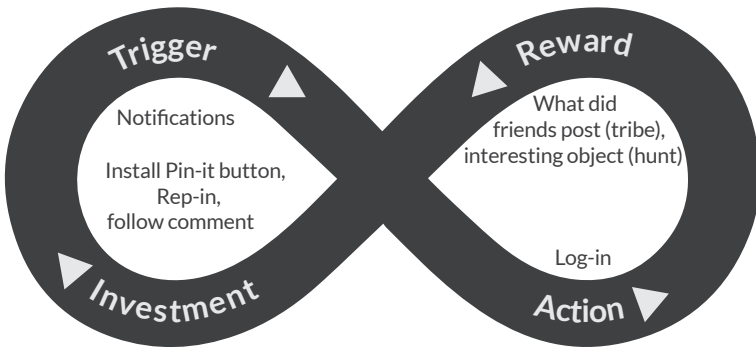 Trigger
Notifications
Install Pin-it button,
Rep-in,
follow comment
Investment
Reward
What did
friends post (tribe),
interesting object (hunt)
Log-in
Action